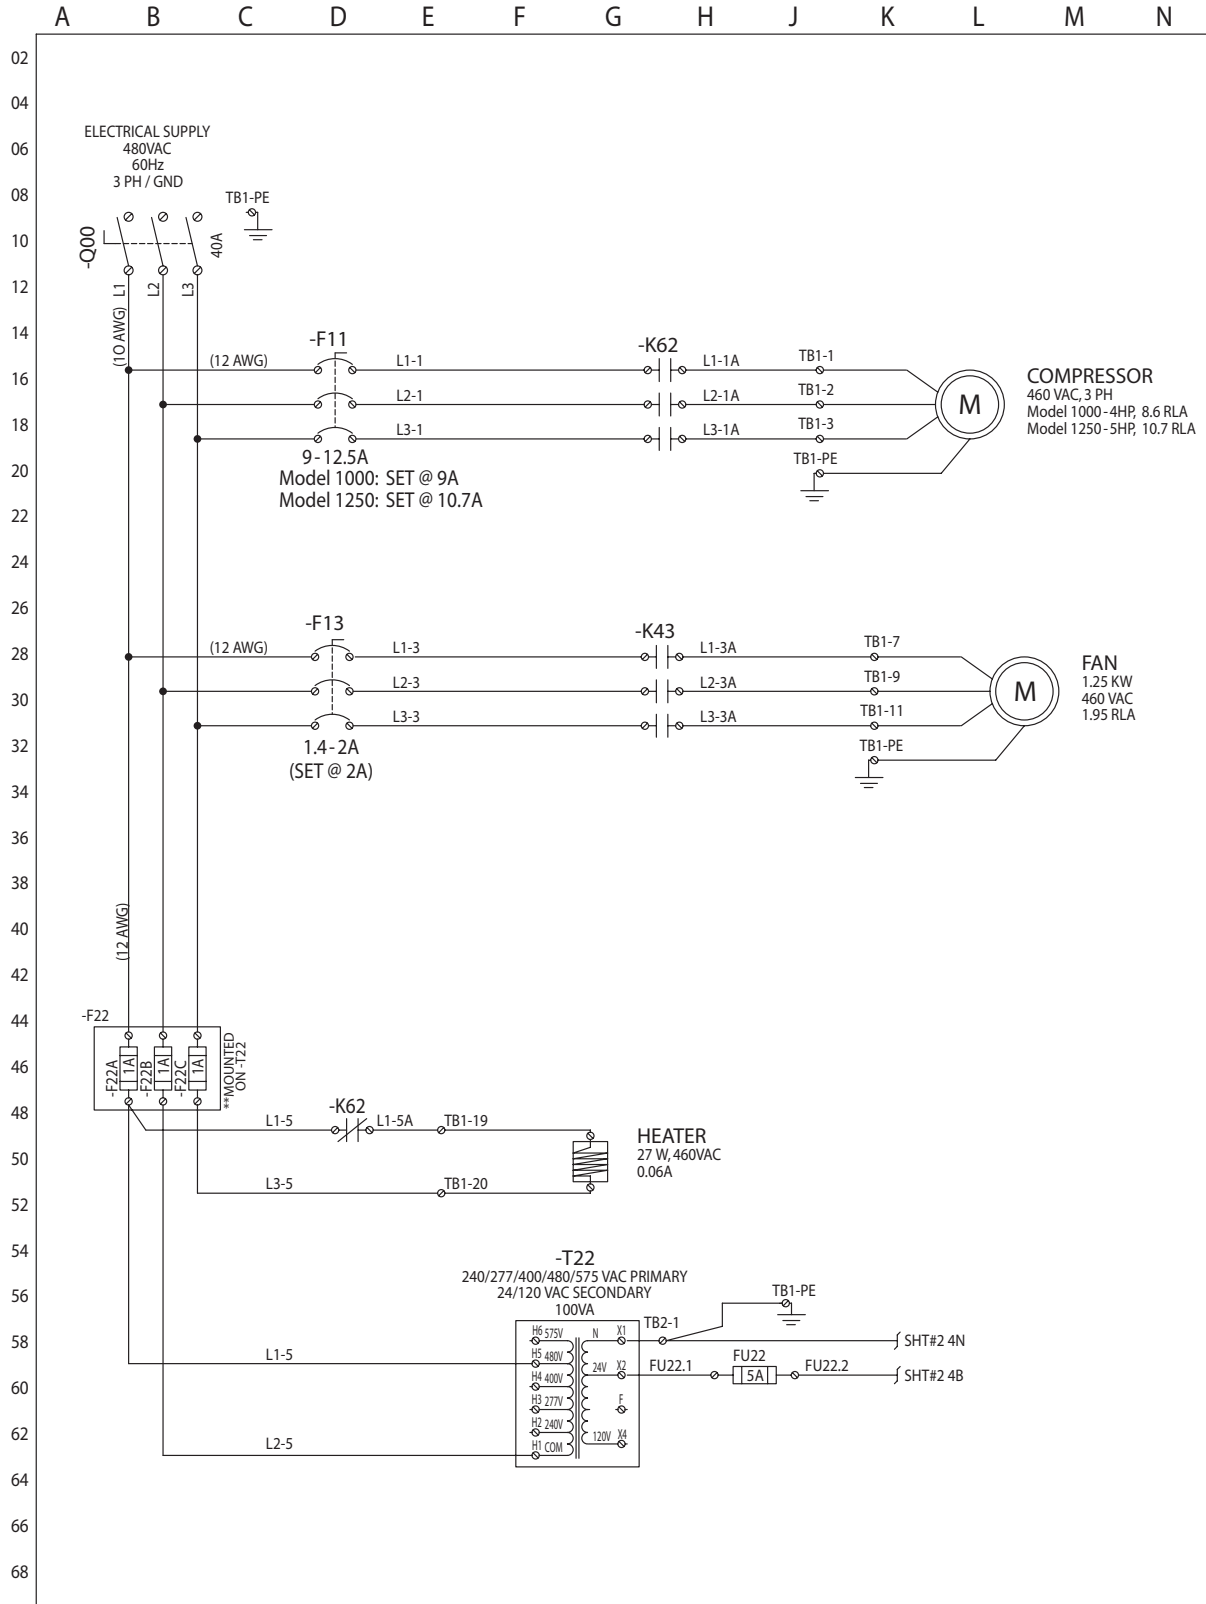 A B C D E F G H J K L M N
02
04
06
08
10
12
14
16
18
20
22
24
26
28
30
32
34
36
38
40
42
44
46
48
50
52
54
56
58
60
62
64
66
68
ELECTRICAL SUPPLY
480VAC
60Hz
3 PH / GND
TB1-PE
-Q00
40A
L1
L2
L3
(10 AWG)
(12 AWG)
-F11
L1-1
L2-1
L3-1
9-12.5A
Model 1000: SET @ 9A
Model 1250: SET @ 10.7A
-K62
L1-1A
L2-1A
L3-1A
TB1-1
TB1-2
TB1-3
TB1-PE
M
COMPRESSOR
460 VAC, 3 PH
Model 1000-4HP, 8.6 RLA
Model 1250-5HP, 10.7 RLA
(12 AWG)
-F13
L1-3
L2-3
L3-3
1.4-2A
(SET @ 2A)
-K43
L1-3A
L2-3A
L3-3A
TB1-7
TB1-9
TB1-11
TB1-PE
M
FAN
1.25 KW
460 VAC
1.95 RLA
(12 AWG)
-F22
-F22A
1A
-F22B
1A
-F22C
1A
**MOUNTED
ON -T22
L1-5
-K62
L1-5A
TB1-19
L3-5
TB1-20
HEATER
27 W, 460VAC
0.06A
-T22
240/277/400/480/575 VAC PRIMARY
24/120 VAC SECONDARY
100VA
H6 575V
H5 480V
H4 400V
H3 277V
H2 240V
H1 COM
N X1
24V X2
F
120V X4
L1-5
L2-5
TB2-1
TB1-PE
SHT#2 4N
FU22.1
FU22
5A
FU22.2
SHT#2 4B